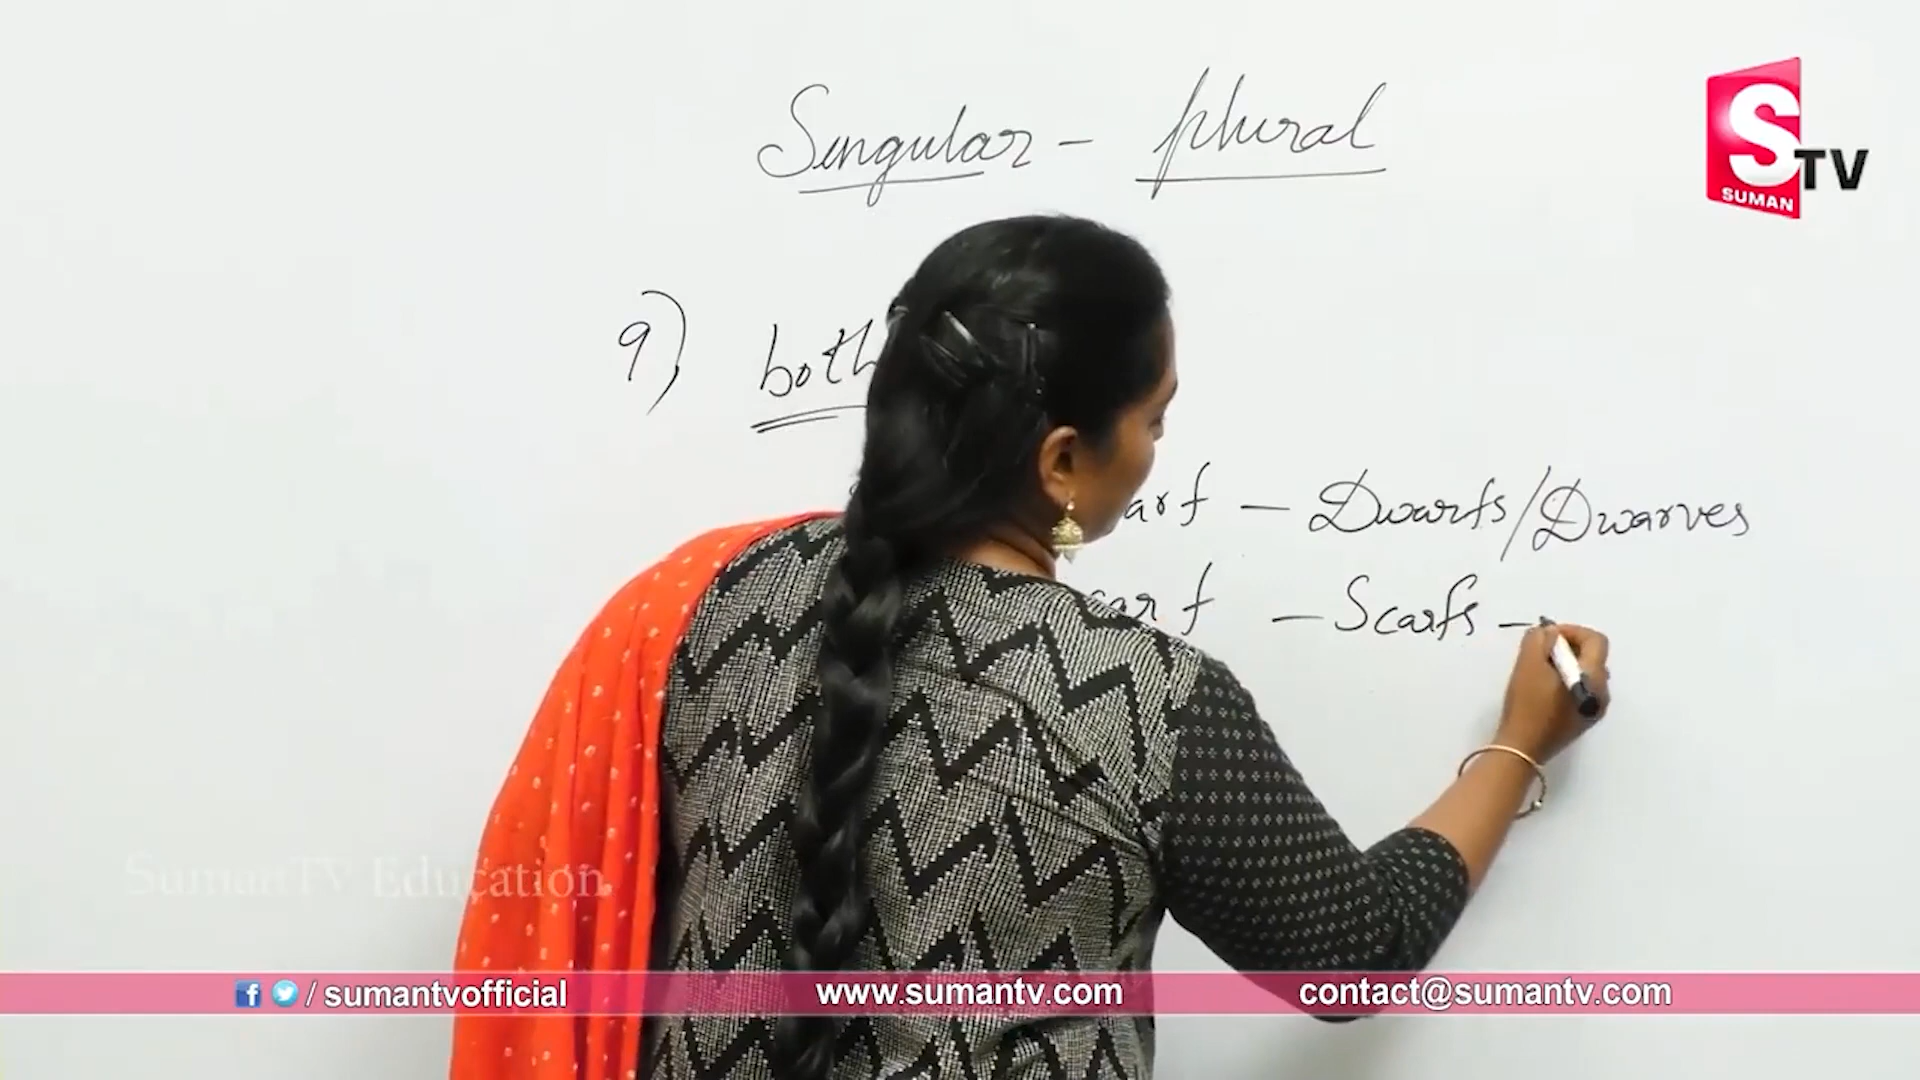 Singular - plural
S TV
SUMAN
9) both
arf - Dwarfs/Dwarves
carf - Scarfs -
SumanTV Education
/ sumantvofficial
www.sumantv.com
contact@sumantv.com